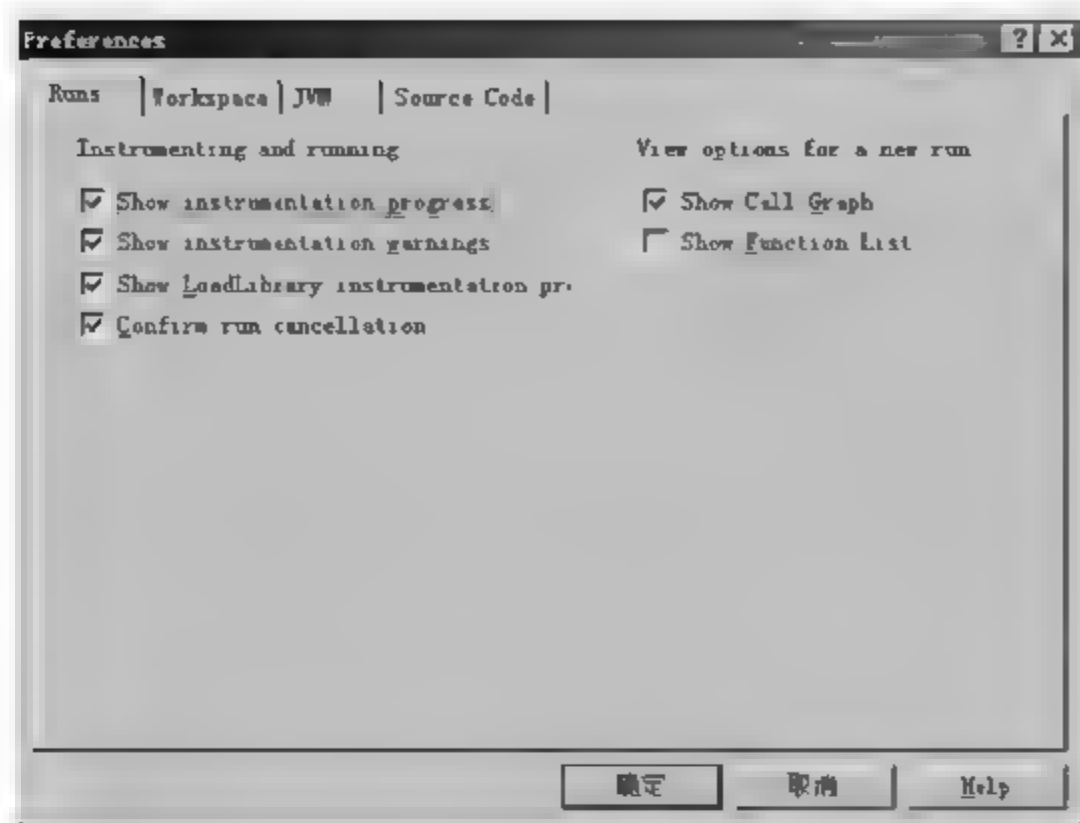 Preferences
Runs Workspace JVM Source Code
Instrumenting and running
Show instrumentation progress
Show instrumentation warnings
Show LoadLibrary instrumentation pr
Confirm run cancellation
View options for a new run
Show Call Graph
Show Function List
确定 取消 Help